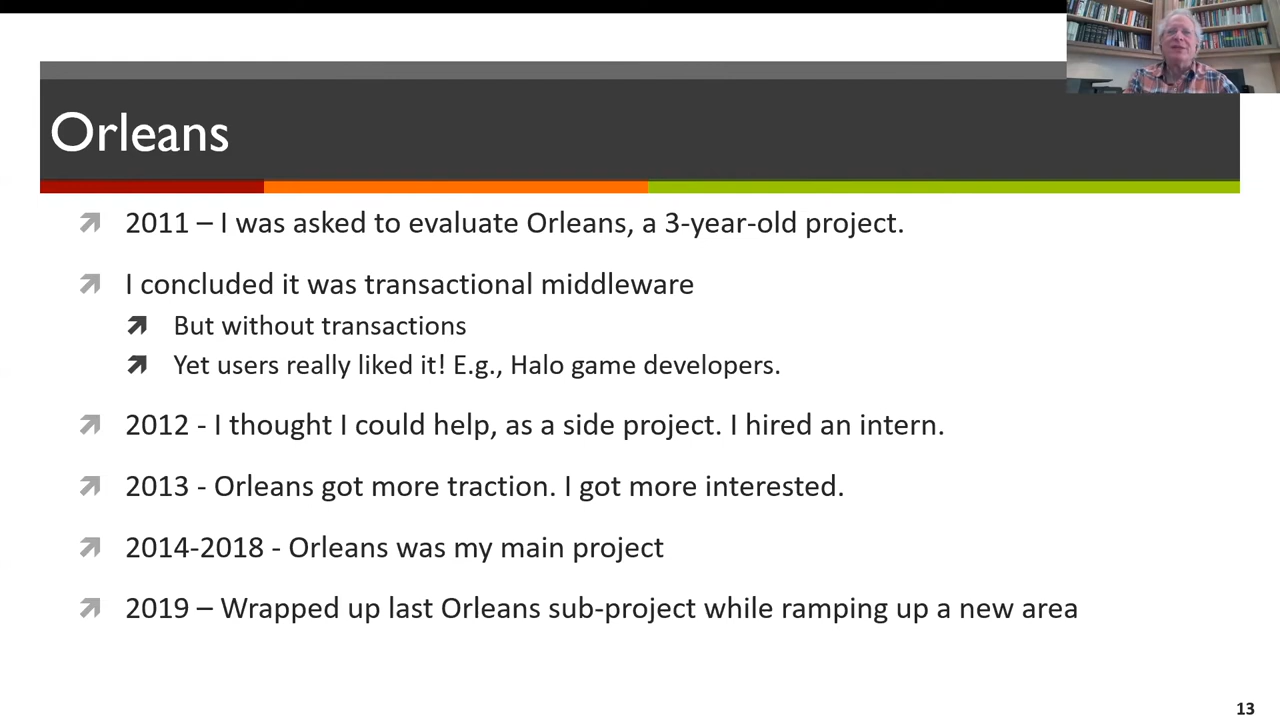 Orleans
2011 – I was asked to evaluate Orleans, a 3-year-old project.
I concluded it was transactional middleware
But without transactions
Yet users really liked it! E.g., Halo game developers.
2012 - I thought I could help, as a side project. I hired an intern.
2013 - Orleans got more traction. I got more interested.
2014-2018 - Orleans was my main project
2019 – Wrapped up last Orleans sub-project while ramping up a new area
13